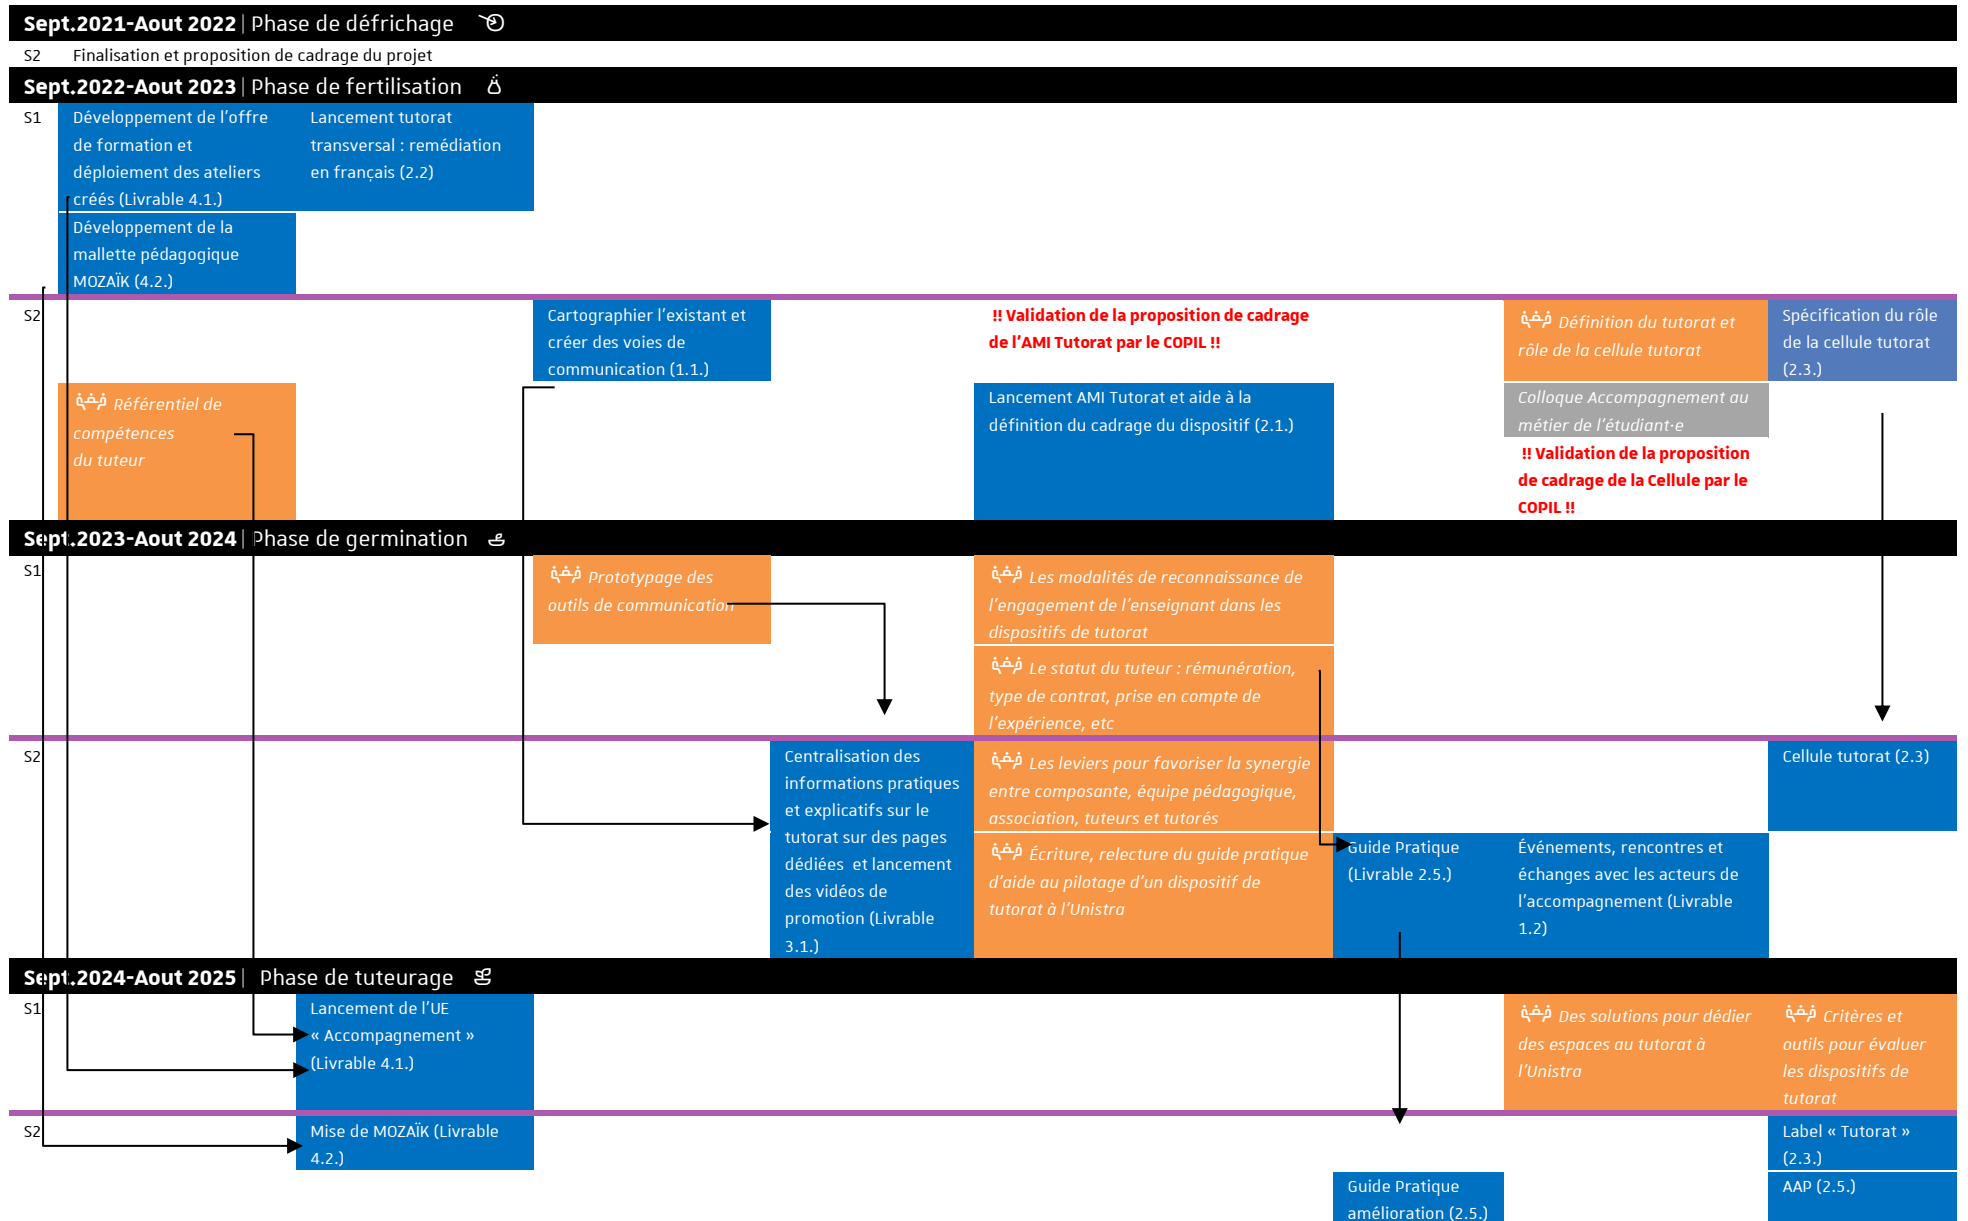 Sept.2021-Aout 2022 | Phase de défrichage
S2 Finalisation et proposition de cadrage du projet
Sept.2022-Aout 2023 | Phase de fertilisation
S1
Développement de l'offre
de formation et
déploiement des ateliers
créés (Livrable 4.1.)
Lancement tutorat
transversal : remédiation
en français (2.2)
Développement de la
mallette pédagogique
MOZAÏK (4.2.)
S2
Cartographier l'existant et
créer des voies de
communication (1.1.)
!! Validation de la proposition de cadrage
de l'AMI Tutorat par le COPIL !!
Définition du tutorat et
rôle de la cellule tutorat
Spécification du rôle
de la cellule tutorat
(2.3.)
Référentiel de
compétences
du tuteur
Lancement AMI Tutorat et aide à la
définition du cadrage du dispositif (2.1.)
Colloque Accompagnement au
métier de l'étudiant·e
!! Validation de la proposition
de cadrage de la Cellule par le
COPIL !!
Sept.2023-Aout 2024 | Phase de germination
S1
Prototypage des
outils de communication
Les modalités de reconnaissance de
l'engagement de l'enseignant dans les
dispositifs de tutorat
Le statut du tuteur : rémunération,
type de contrat, prise en compte de
l'expérience, etc
S2
Centralisation des
informations pratiques
et explicatifs sur le
tutorat sur des pages
dédiées et lancement
des vidéos de
promotion (Livrable
3.1.)
Les leviers pour favoriser la synergie
entre composante, équipe pédagogique,
association, tuteurs et tutorés
Cellule tutorat (2.3)
Écriture, relecture du guide pratique
d'aide au pilotage d'un dispositif de
tutorat à l'Unistra
Guide Pratique
(Livrable 2.5.)
Événements, rencontres et
échanges avec les acteurs de
l'accompagnement (Livrable
1.2)
Sept.2024-Aout 2025 | Phase de tuteurage
S1
Lancement de l'UE
« Accompagnement »
(Livrable 4.1.)
Des solutions pour dédier
des espaces au tutorat à
l'Unistra
Critères et
outils pour évaluer
les dispositifs de
tutorat
S2
Mise de MOZAÏK (Livrable
4.2.)
Label « Tutorat »
(2.3.)
Guide Pratique
amélioration (2.5.)
AAP (2.5.)